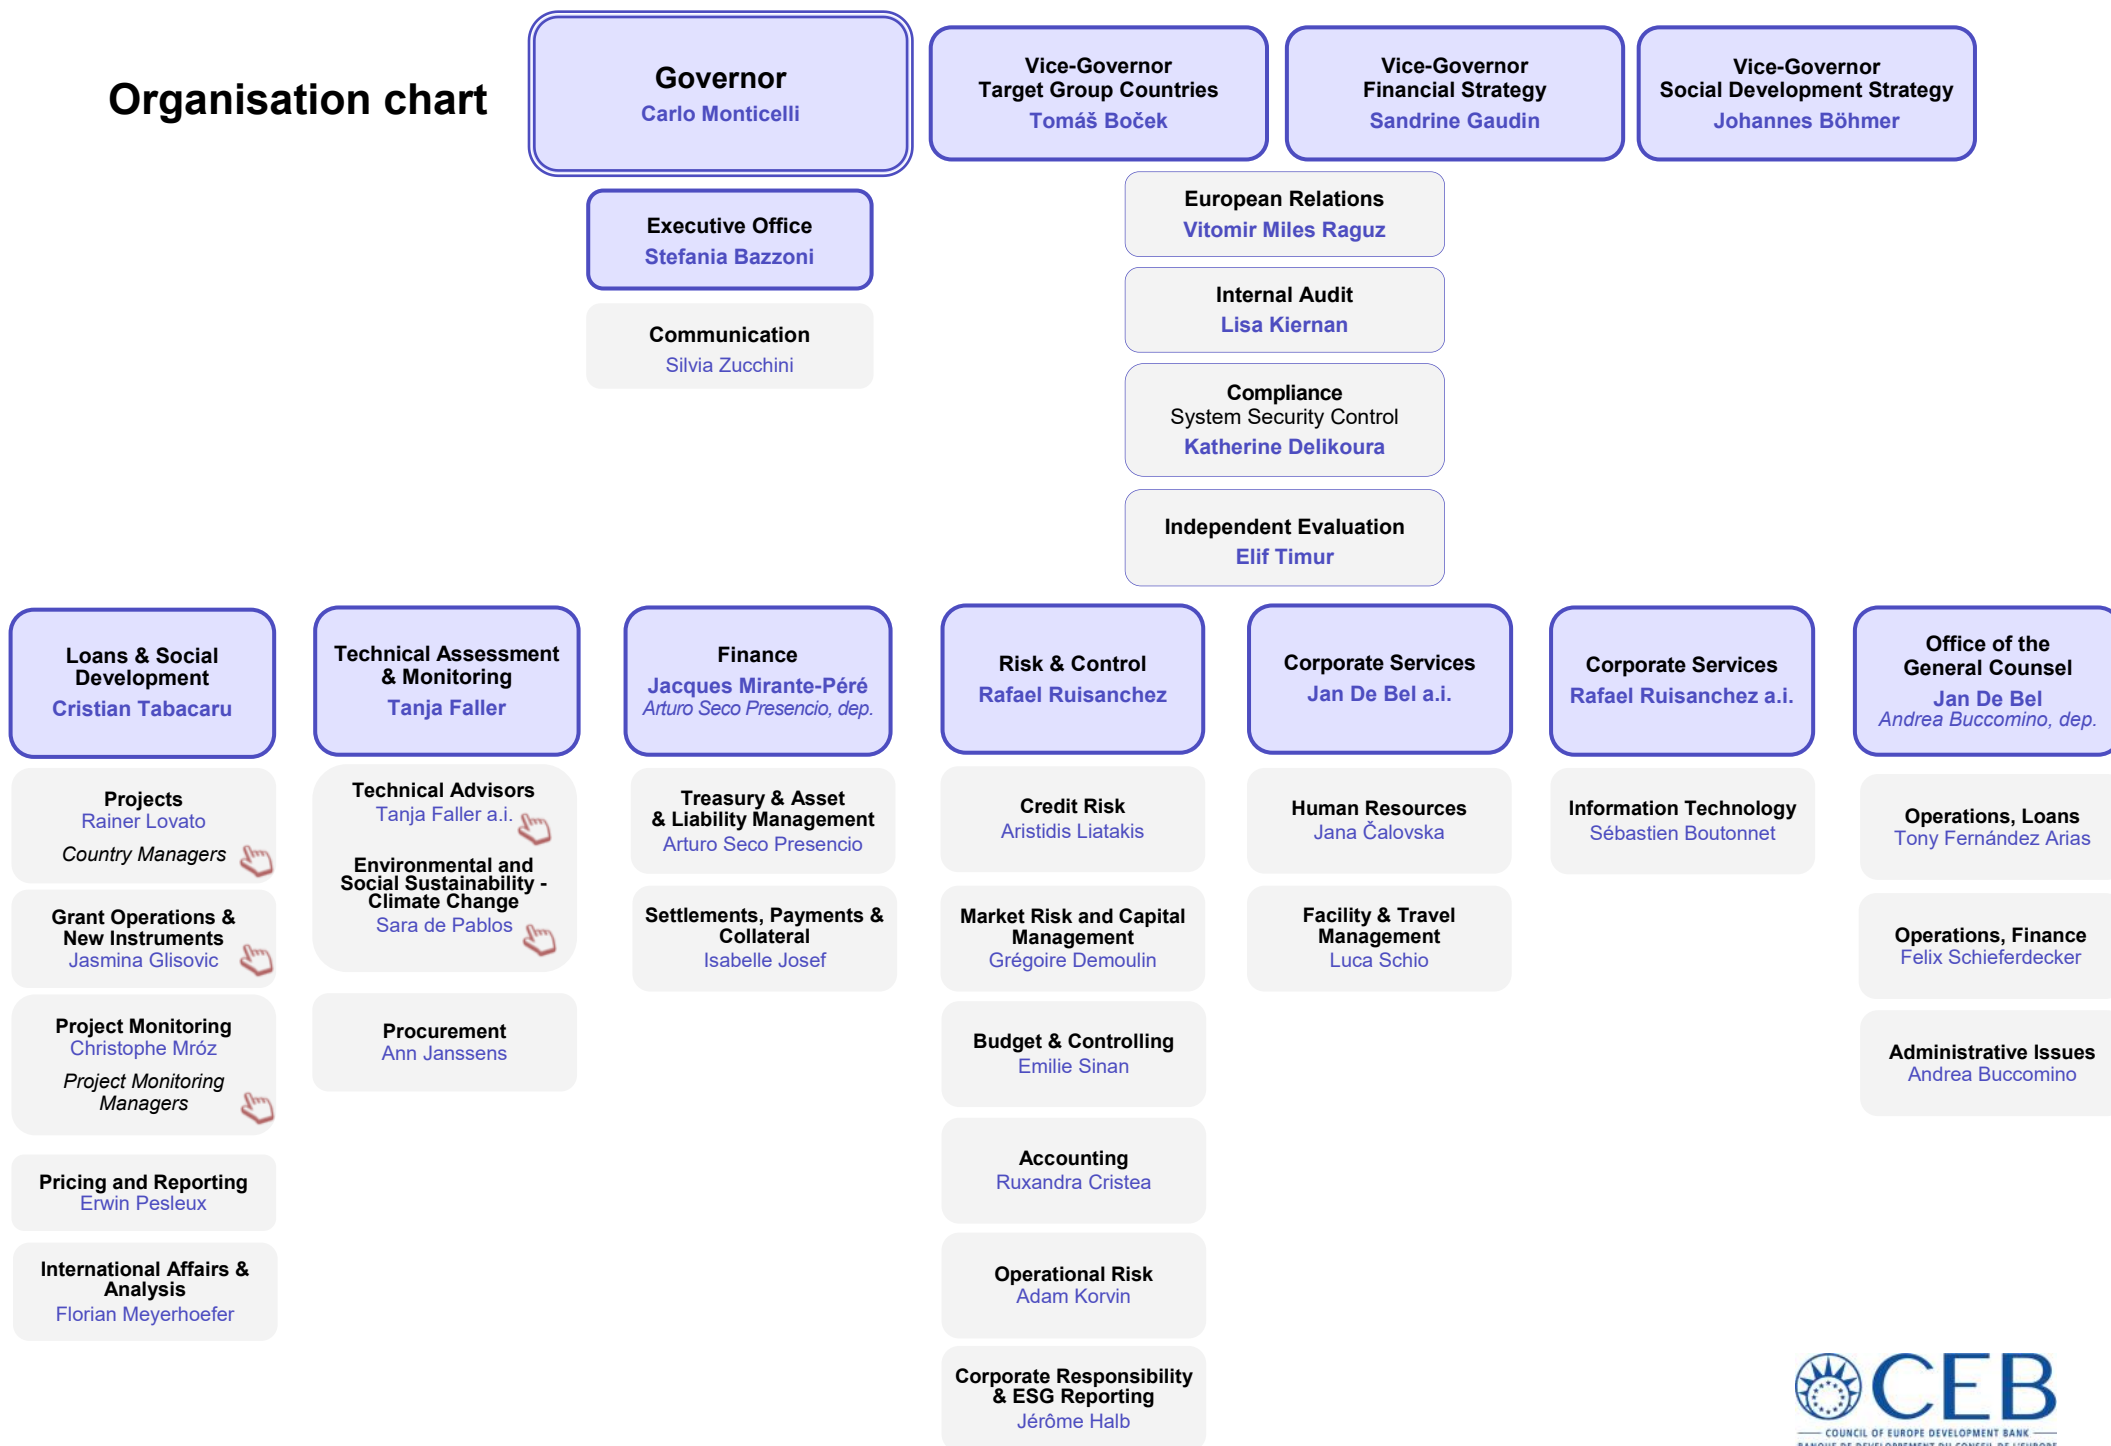 Organisation chart
Governor
Carlo Monticelli
Vice-Governor
Target Group Countries
Tomáš Boček
Vice-Governor
Financial Strategy
Sandrine Gaudin
Vice-Governor
Social Development Strategy
Johannes Böhmer
Executive Office
Stefania Bazzoni
Communication
Silvia Zucchini
European Relations
Vitomir Miles Raguz
Internal Audit
Lisa Kiernan
Compliance
System Security Control
Katherine Delikoura
Independent Evaluation
Elif Timur
Loans & Social
Development
Cristian Tabacaru
Projects
Rainer Lovato
Country Managers
Grant Operations &
New Instruments
Jasmina Glisovic
Project Monitoring
Christophe Mróz
Project Monitoring
Managers
Pricing and Reporting
Erwin Pesleux
International Affairs &
Analysis
Florian Meyerhoefer
Technical Assessment
& Monitoring
Tanja Faller
Technical Advisors
Tanja Faller a.i.
Environmental and
Social Sustainability -
Climate Change
Sara de Pablos
Procurement
Ann Janssens
Finance
Jacques Mirante-Péré
Arturo Seco Presencio, dep.
Treasury & Asset
& Liability Management
Arturo Seco Presencio
Settlements, Payments &
Collateral
Isabelle Josef
Risk & Control
Rafael Ruisanchez
Credit Risk
Aristidis Liatakis
Market Risk and Capital
Management
Grégoire Demoulin
Budget & Controlling
Emilie Sinan
Accounting
Ruxandra Cristea
Operational Risk
Adam Korvin
Corporate Responsibility
& ESG Reporting
Jérôme Halb
Corporate Services
Jan De Bel a.i.
Human Resources
Jana Čalovska
Facility & Travel
Management
Luca Schio
Corporate Services
Rafael Ruisanchez a.i.
Information Technology
Sébastien Boutonnet
Office of the
General Counsel
Jan De Bel
Andrea Buccomino, dep.
Operations, Loans
Tony Fernández Arias
Operations, Finance
Felix Schieferdecker
Administrative Issues
Andrea Buccomino
CEB
COUNCIL OF EUROPE DEVELOPMENT BANK
BANQUE DE DEVELOPPEMENT DU CONSEIL DE L'EUROPE